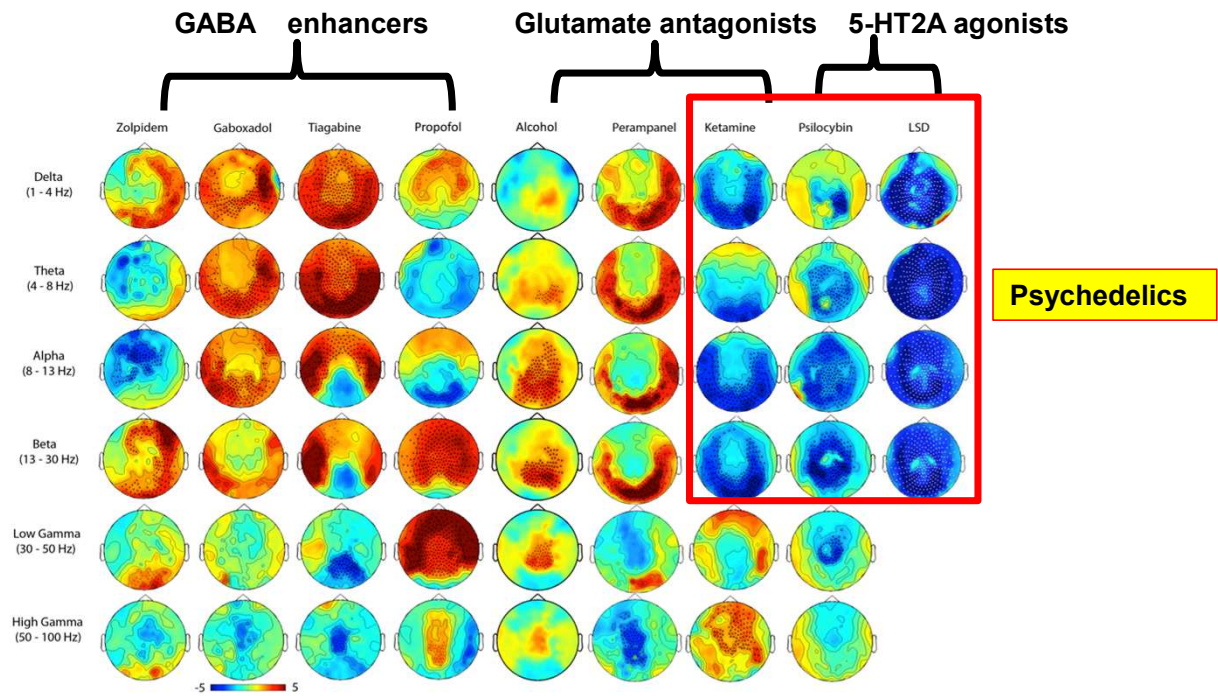 GABA enhancers Glutamate antagonists 5-HT2A agonists
Zolpidem Gaboxadol Tiagabine Propofol Alcohol Perampanel Ketamine Psilocybin LSD
Delta
(1 - 4 Hz)
Theta
(4 - 8 Hz)
Psychedelics
Alpha
(8 - 13 Hz)
Beta
(13 - 30 Hz)
Low Gamma
(30 - 50 Hz)
High Gamma
(50 - 100 Hz)
-5 5